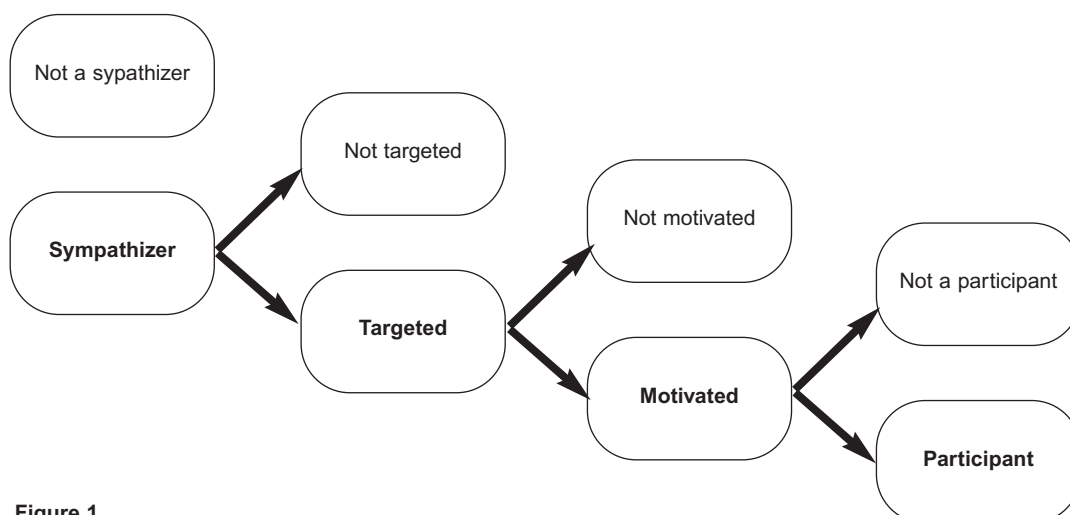 Not a sypathizer
Not targeted
Sympathizer
Not motivated
Targeted
Not a participant
Motivated
Participant
Figure 1